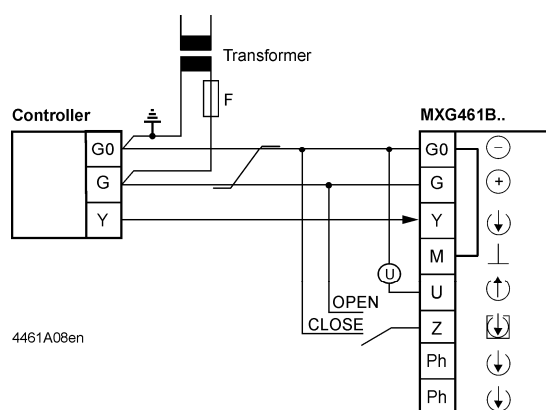 Transformer
F
Controller
MXG461B..
G0
G0
G
G
Y
Y
M
U
U
OPEN
CLOSE
Z
4461A08en
Ph
Ph